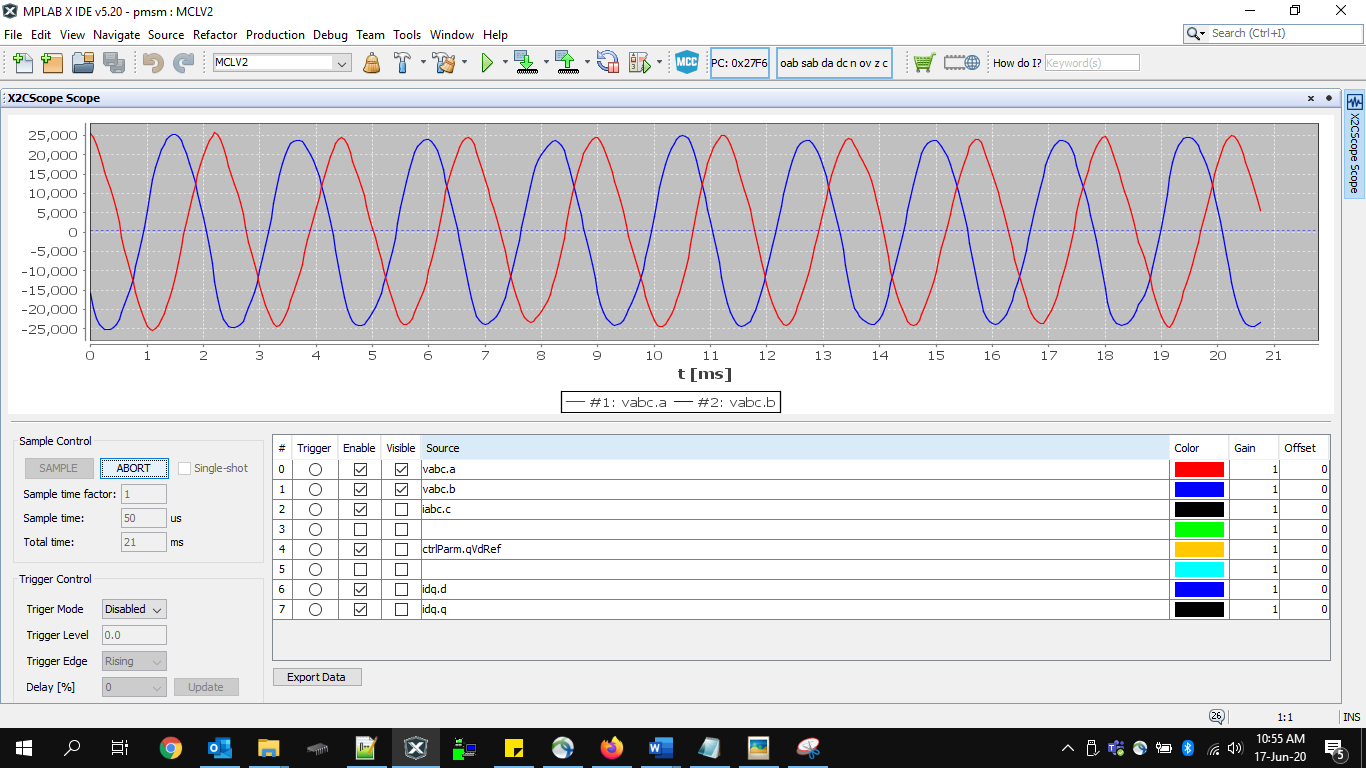 MPLAB X IDE v5.20 - pmsm : MCLV2
File Edit View Navigate Source Refactor Production Debug Team Tools Window Help
Search (Ctrl+I)
MCLV2
MCC
PC: 0x27F6
oab sab da dc n ov z c
How do I?
Keyword(s)
X2CScope Scope
X2CScope Scope
25,000
20,000
15,000
10,000
5,000
0
-5,000
-10,000
-15,000
-20,000
-25,000
0 1 2 3 4 5 6 7 8 9 10 11 12 13 14 15 16 17 18 19 20 21
t [ms]
#1: vabc.a #2: vabc.b
Sample Control
SAMPLE ABORT Single-shot
Sample time factor: 1
Sample time: 50 us
Total time: 21 ms
Trigger Control
Triger Mode Disabled
Trigger Level 0.0
Trigger Edge Rising
Delay [%] 0 Update
# Trigger Enable Visible Source Color Gain Offset
0 vabc.a 1 0
1 vabc.b 1 0
2 iabc.c 1 0
3 1 0
4 ctrlParm.qVdRef 1 0
5 1 0
6 idq.d 1 0
7 idq.q 1 0
Export Data
26 1:1 INS
10:55 AM
17-Jun-20
5